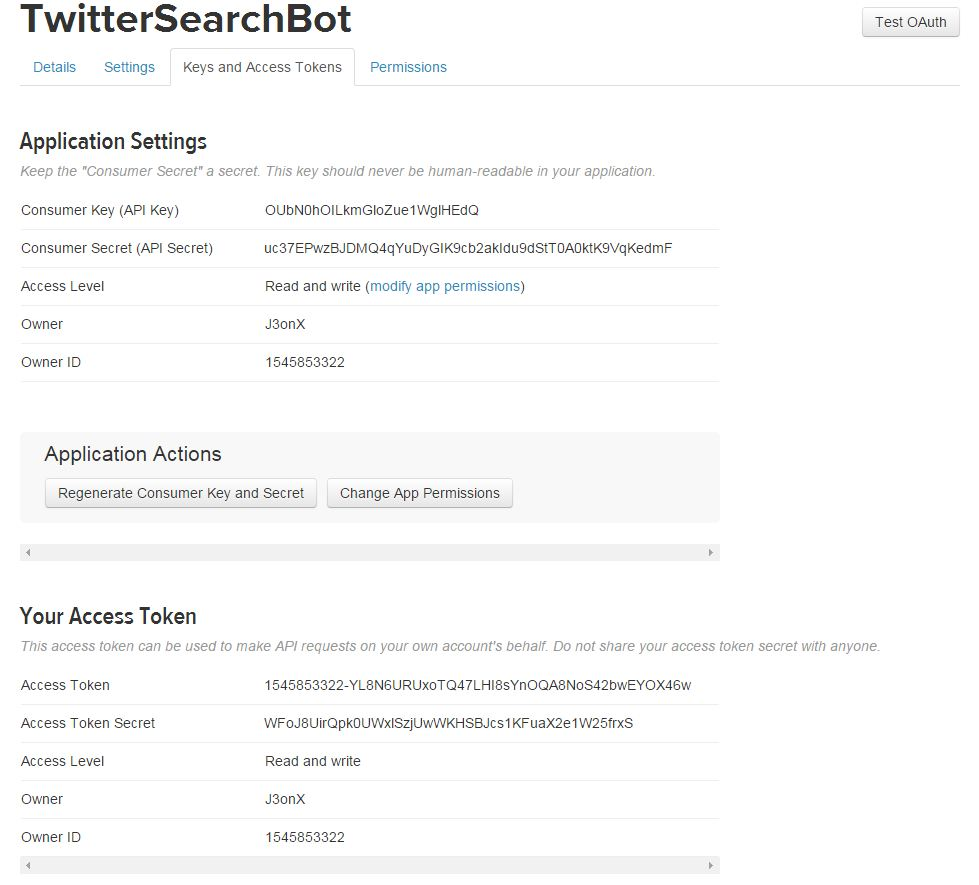 TwitterSearchBot
Test OAuth
Details Settings Keys and Access Tokens Permissions
Application Settings
Keep the "Consumer Secret" a secret. This key should never be human-readable in your application.
Consumer Key (API Key)
Consumer Secret (API Secret)
Access Level Read and write (modify app permissions)
Owner J3onX
Owner ID 1545853322
Application Actions
Regenerate Consumer Key and Secret Change App Permissions
Your Access Token
This access token can be used to make API requests on your own account's behalf. Do not share your access token secret with anyone.
Access Token
Access Token Secret
Access Level Read and write
Owner J3onX
Owner ID 1545853322